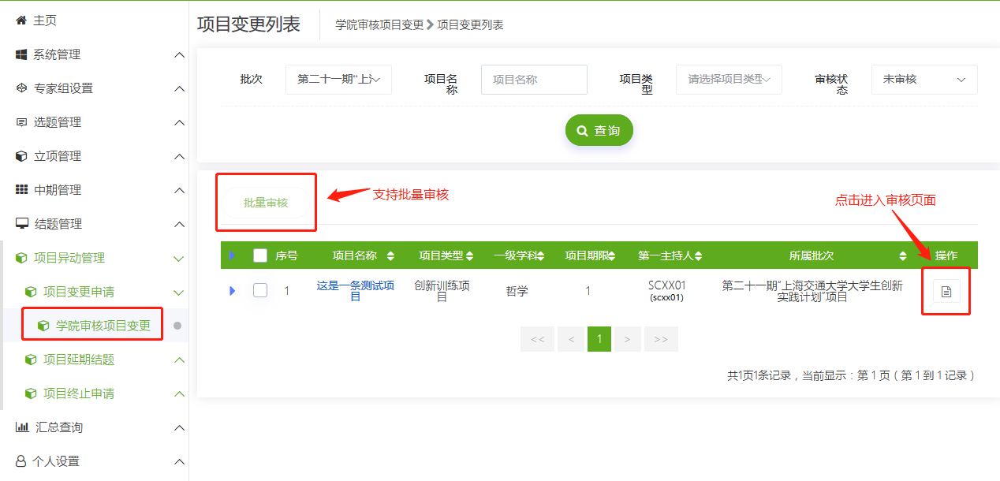 主页
系统管理
专家组设置
选题管理
立项管理
中期管理
结题管理
项目异动管理
项目变更申请
学院审核项目变更
项目延期结题
项目终止申请
汇总查询
个人设置
项目变更列表
学院审核项目变更 > 项目变更列表
批次 第二十一期“上 项目名称 项目名称 项目类型 请选择项目类型 审核状态 未审核
查询
批量审核
支持批量审核
点击进入审核页面
序号 项目名称 项目类型 一级学科 项目期限 第一主持人 所属批次 操作
1 这是一条测试项目 创新训练项目 哲学 1 SCXX01 (scxx01) 第二十一期“上海交通大学大学生创新实践计划”项目
<< < 1 > >>
共1页1条记录，当前显示：第 1 页 ( 第 1 到 1 记录 )